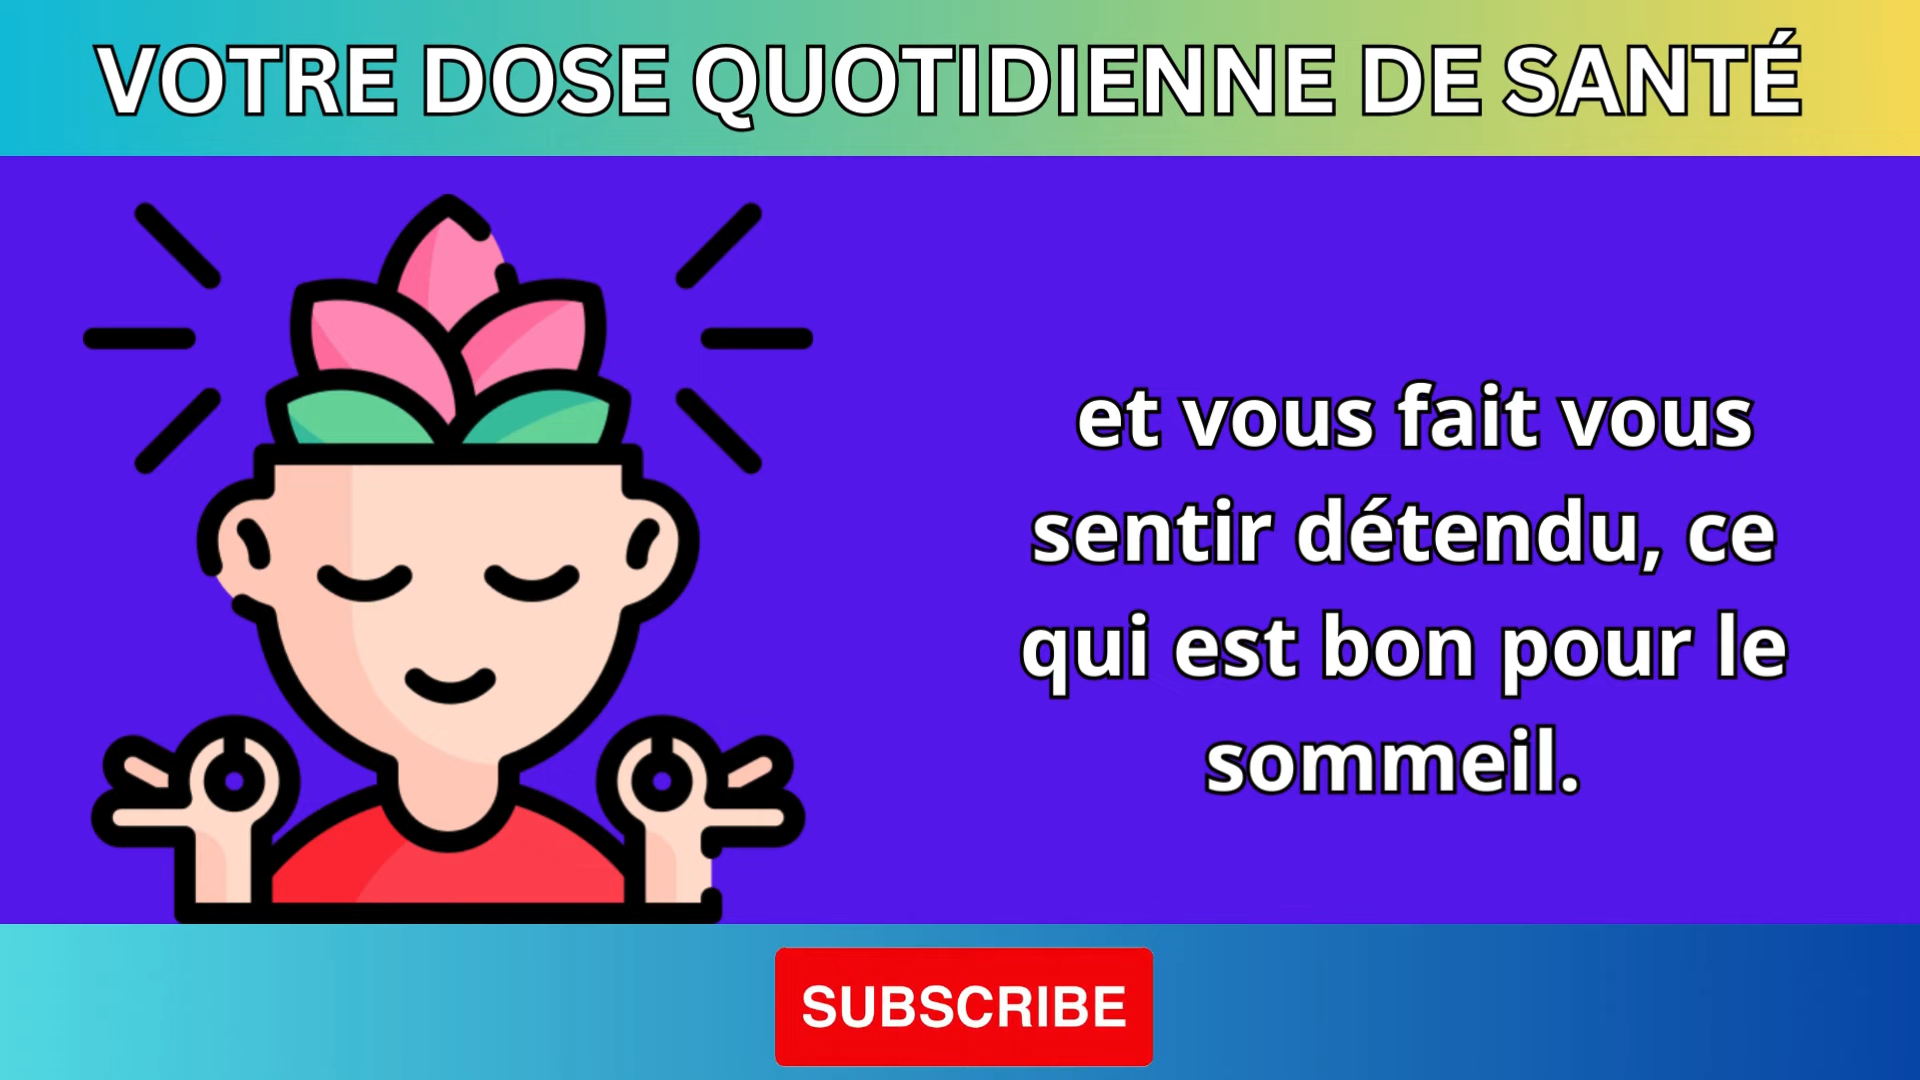 VOTRE DOSE QUOTIDIENNE DE SANTÉ
et vous fait vous
sentir détendu, ce
qui est bon pour le
sommeil.
SUBSCRIBE